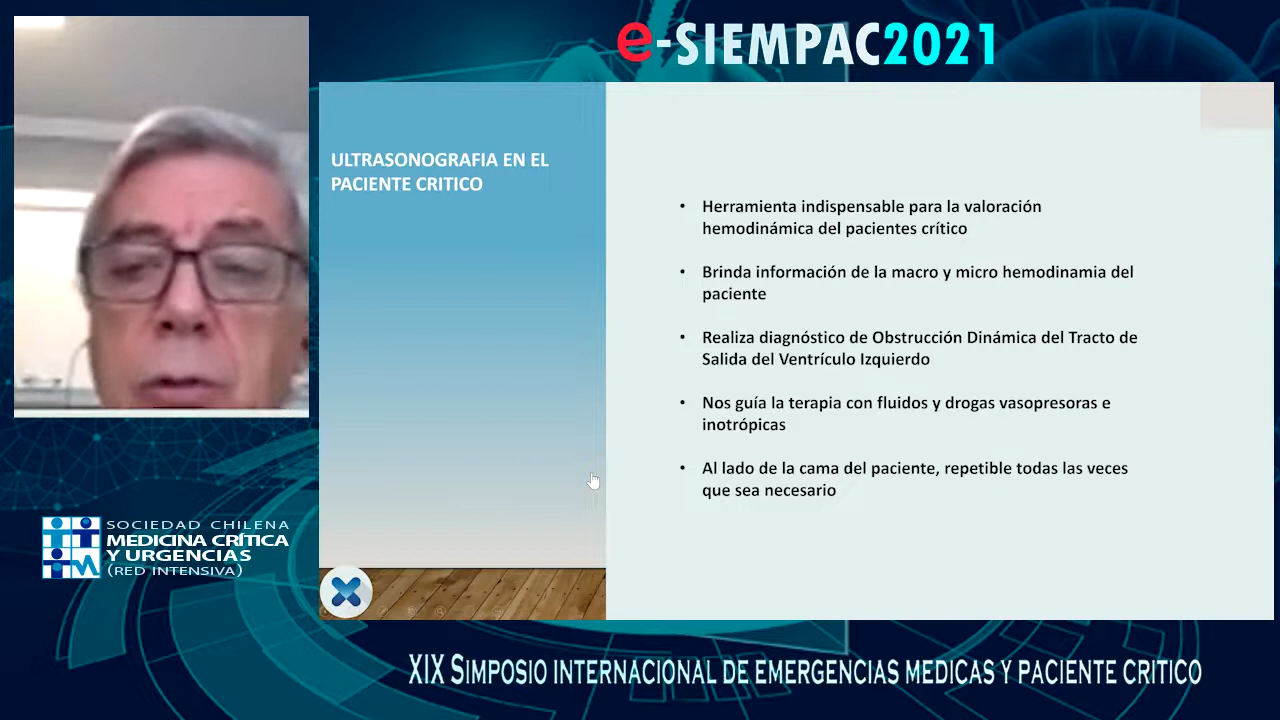 e-SIEMPAC2021
ULTRASONOGRAFIA EN EL
PACIENTE CRITICO
• Herramienta indispensable para la valoración
hemodinámica del pacientes crítico
• Brinda información de la macro y micro hemodinamia del
paciente
• Realiza diagnóstico de Obstrucción Dinámica del Tracto de
Salida del Ventrículo Izquierdo
• Nos guía la terapia con fluidos y drogas vasopresoras e
inotrópicas
• Al lado de la cama del paciente, repetible todas las veces
que sea necesario
SOCIEDAD CHILENA
MEDICINA CRÍTICA
Y URGENCIAS
(RED INTENSIVA)
XIX SIMPOSIO INTERNACIONAL DE EMERGENCIAS MEDICAS Y PACIENTE CRITICO